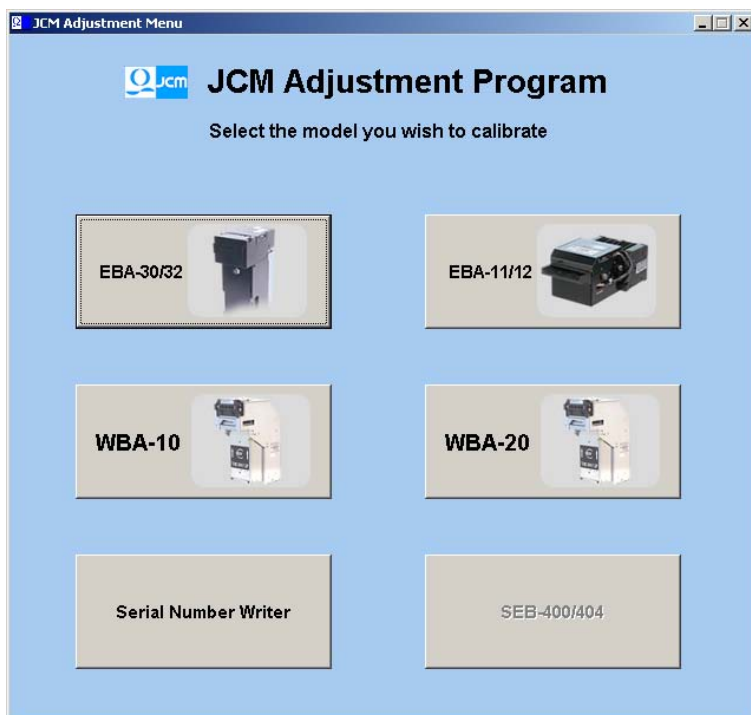 JCM Adjustment Menu
JCM JCM Adjustment Program
Select the model you wish to calibrate
EBA-30/32
EBA-11/12
WBA-10
WBA-20
Serial Number Writer
SEB-400/404